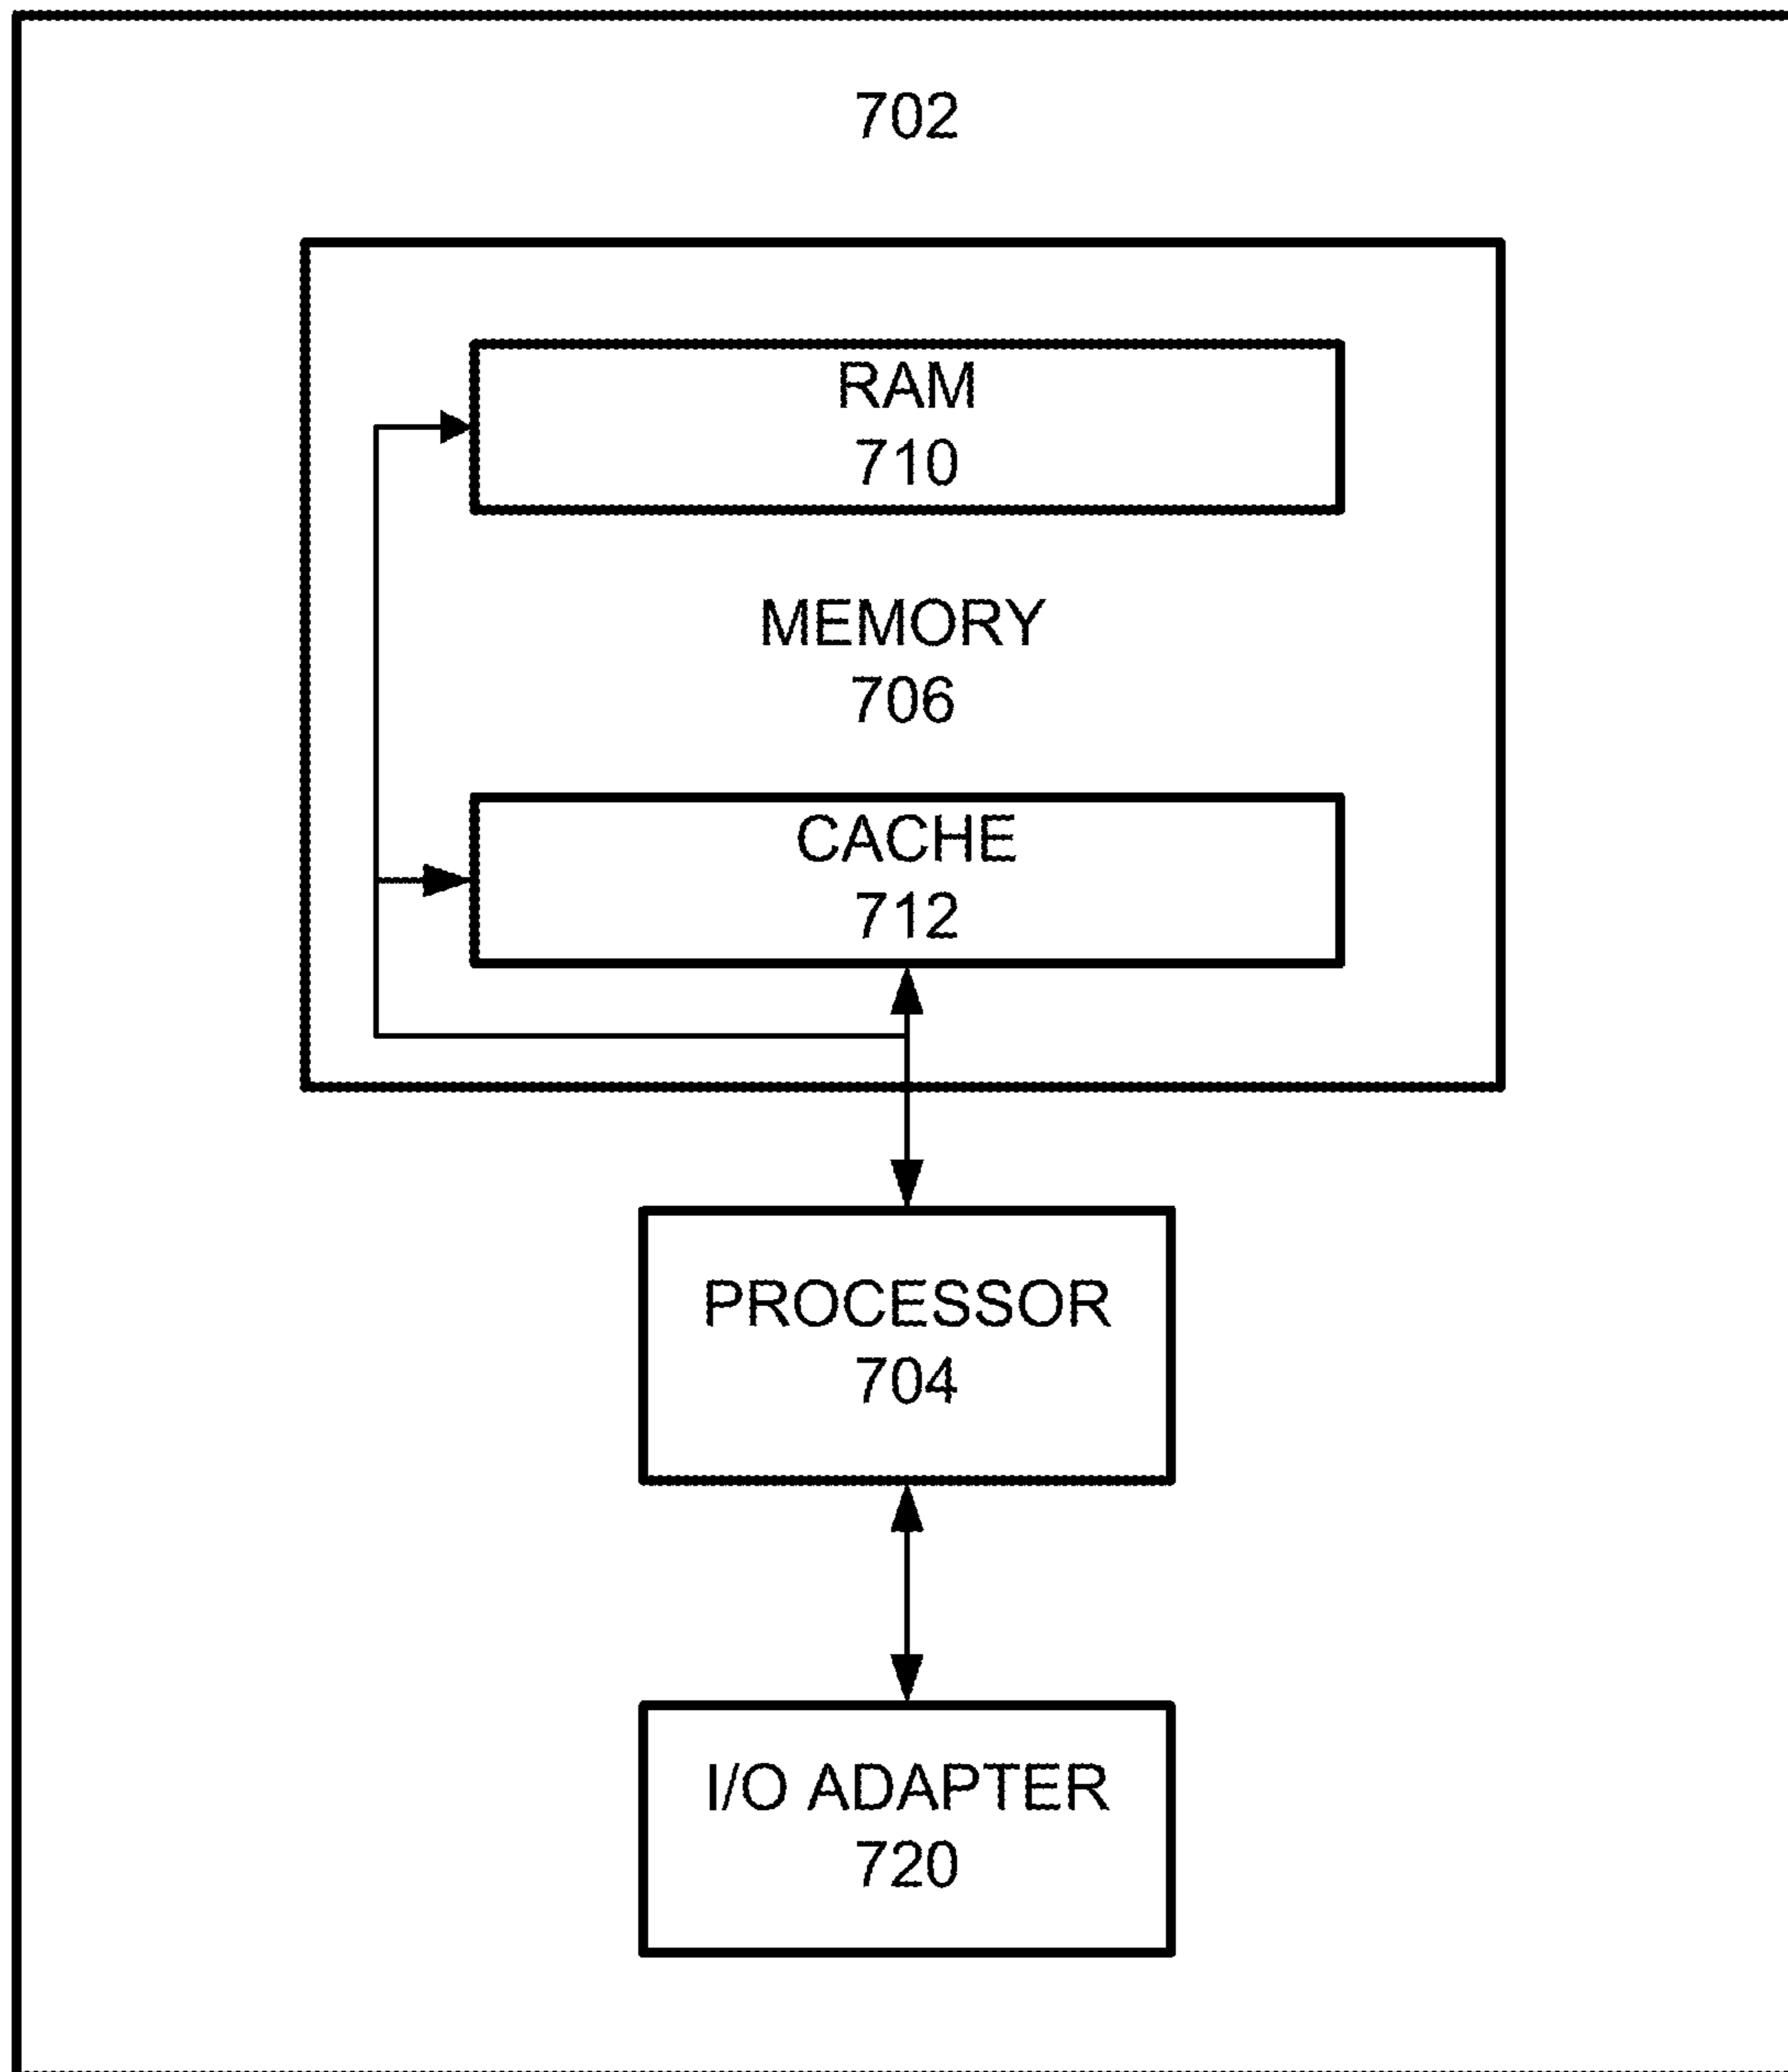 702
RAM
710
MEMORY
706
CACHE
712
PROCESSOR
704
I/O ADAPTER
720